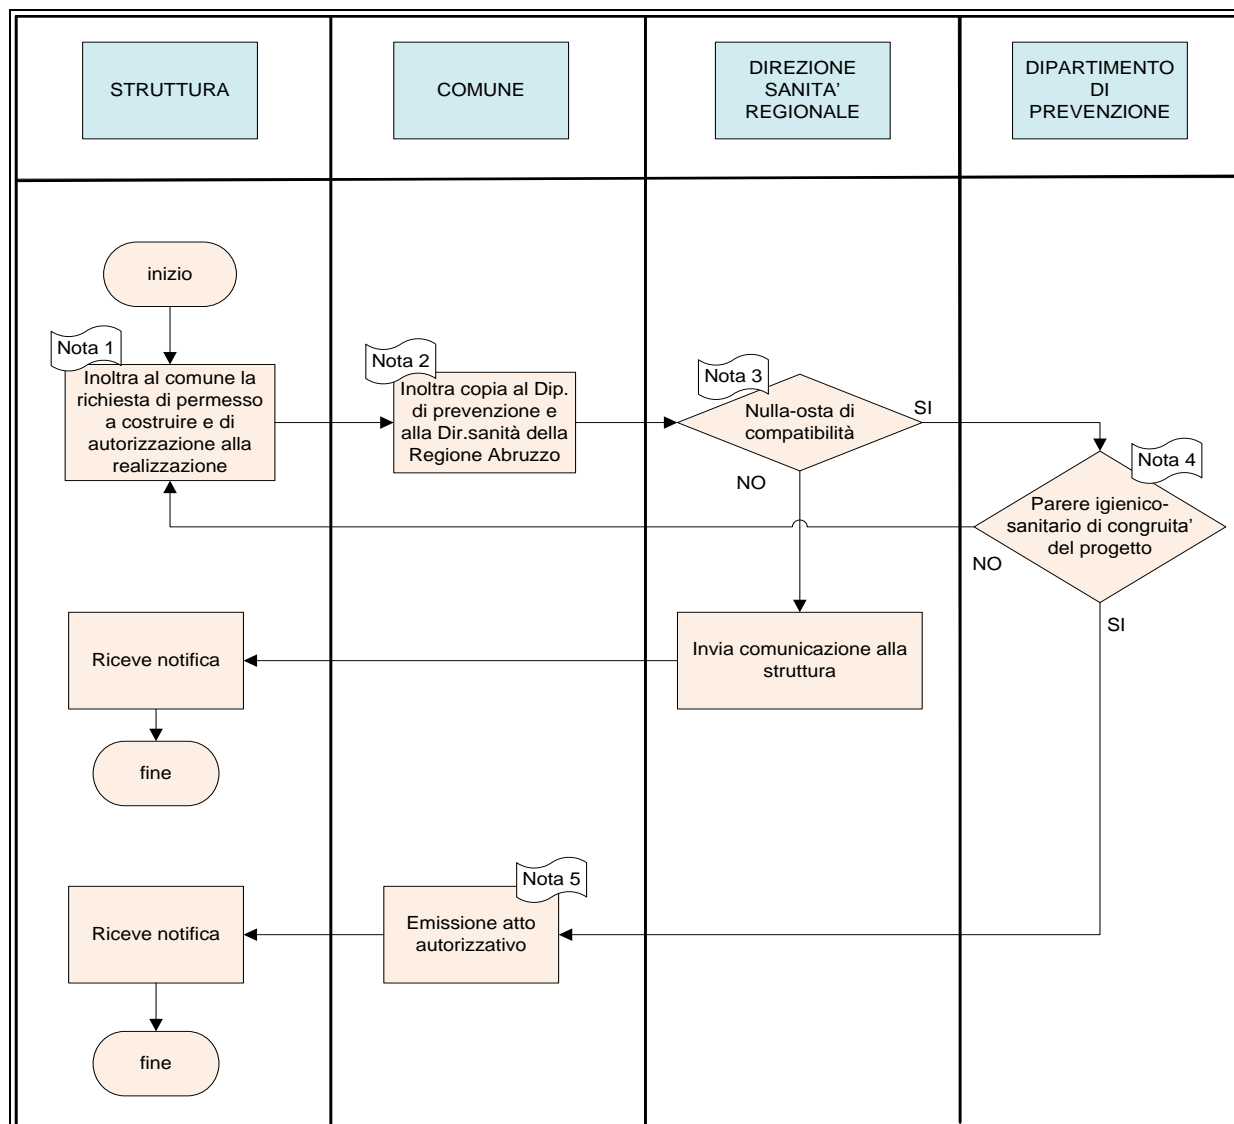 STRUTTURA
COMUNE
DIREZIONE
SANITA'
REGIONALE
DIPARTIMENTO
DI
PREVENZIONE
inizio
Nota 1
Inoltra al comune la
richiesta di permesso
a costruire e di
autorizzazione alla
realizzazione
Nota 2
Inoltra copia al Dip.
di prevenzione e
alla Dir.sanità della
Regione Abruzzo
Nota 3
Nulla-osta di
compatibilità
SI
NO
Nota 4
Parere igienico-
sanitario di congruita'
del progetto
NO
SI
Riceve notifica
Invia comunicazione alla
struttura
fine
Nota 5
Riceve notifica
Emissione atto
autorizzativo
fine